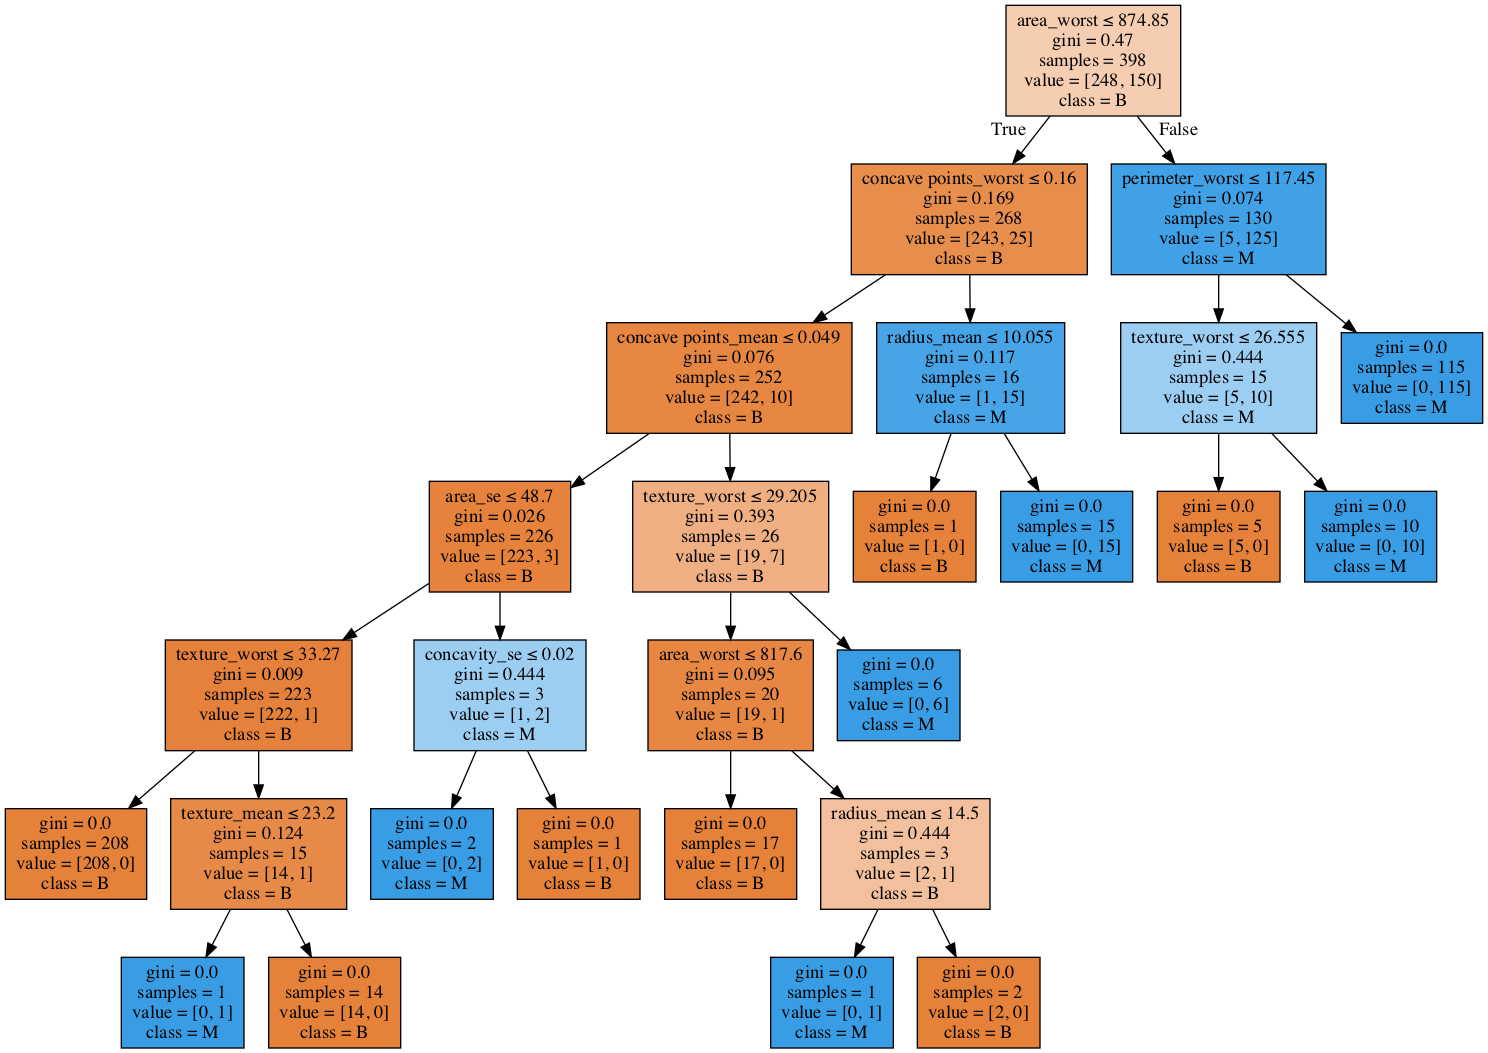 area_worst ≤ 874.85
gini = 0.47
samples = 398
value = [248, 150]
class = B
True
False
concave points_worst ≤ 0.16
gini = 0.169
samples = 268
value = [243, 25]
class = B
perimeter_worst ≤ 117.45
gini = 0.074
samples = 130
value = [5, 125]
class = M
concave points_mean ≤ 0.049
gini = 0.076
samples = 252
value = [242, 10]
class = B
radius_mean ≤ 10.055
gini = 0.117
samples = 16
value = [1, 15]
class = M
texture_worst ≤ 26.555
gini = 0.444
samples = 15
value = [5, 10]
class = M
gini = 0.0
samples = 115
value = [0, 115]
class = M
area_se ≤ 48.7
gini = 0.026
samples = 226
value = [223, 3]
class = B
texture_worst ≤ 29.205
gini = 0.393
samples = 26
value = [19, 7]
class = B
gini = 0.0
samples = 1
value = [1, 0]
class = B
gini = 0.0
samples = 15
value = [0, 15]
class = M
gini = 0.0
samples = 5
value = [5, 0]
class = B
gini = 0.0
samples = 10
value = [0, 10]
class = M
texture_worst ≤ 33.27
gini = 0.009
samples = 223
value = [222, 1]
class = B
concavity_se ≤ 0.02
gini = 0.444
samples = 3
value = [1, 2]
class = M
area_worst ≤ 817.6
gini = 0.095
samples = 20
value = [19, 1]
class = B
gini = 0.0
samples = 6
value = [0, 6]
class = M
gini = 0.0
samples = 208
value = [208, 0]
class = B
texture_mean ≤ 23.2
gini = 0.124
samples = 15
value = [14, 1]
class = B
gini = 0.0
samples = 2
value = [0, 2]
class = M
gini = 0.0
samples = 1
value = [1, 0]
class = B
gini = 0.0
samples = 17
value = [17, 0]
class = B
radius_mean ≤ 14.5
gini = 0.444
samples = 3
value = [2, 1]
class = B
gini = 0.0
samples = 1
value = [0, 1]
class = M
gini = 0.0
samples = 14
value = [14, 0]
class = B
gini = 0.0
samples = 1
value = [0, 1]
class = M
gini = 0.0
samples = 2
value = [2, 0]
class = B